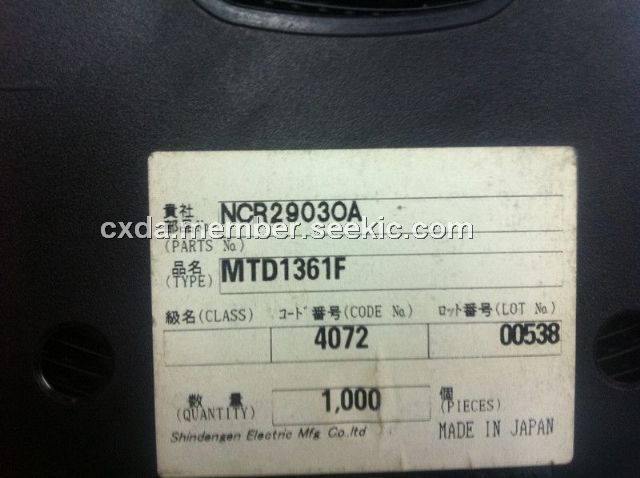 貴社 NCR29030A
部品
cxda.member.seekic.com
(PARTS No.)
品名 MTD1361F
(TYPE)
級名(CLASS) コード番号(CODE No.) ロット番号(LOT No.)
4072 00538
数量 1,000 個
(QUANTITY) (PIECES)
Shindengen Electric Mfg Co.ltd MADE IN JAPAN